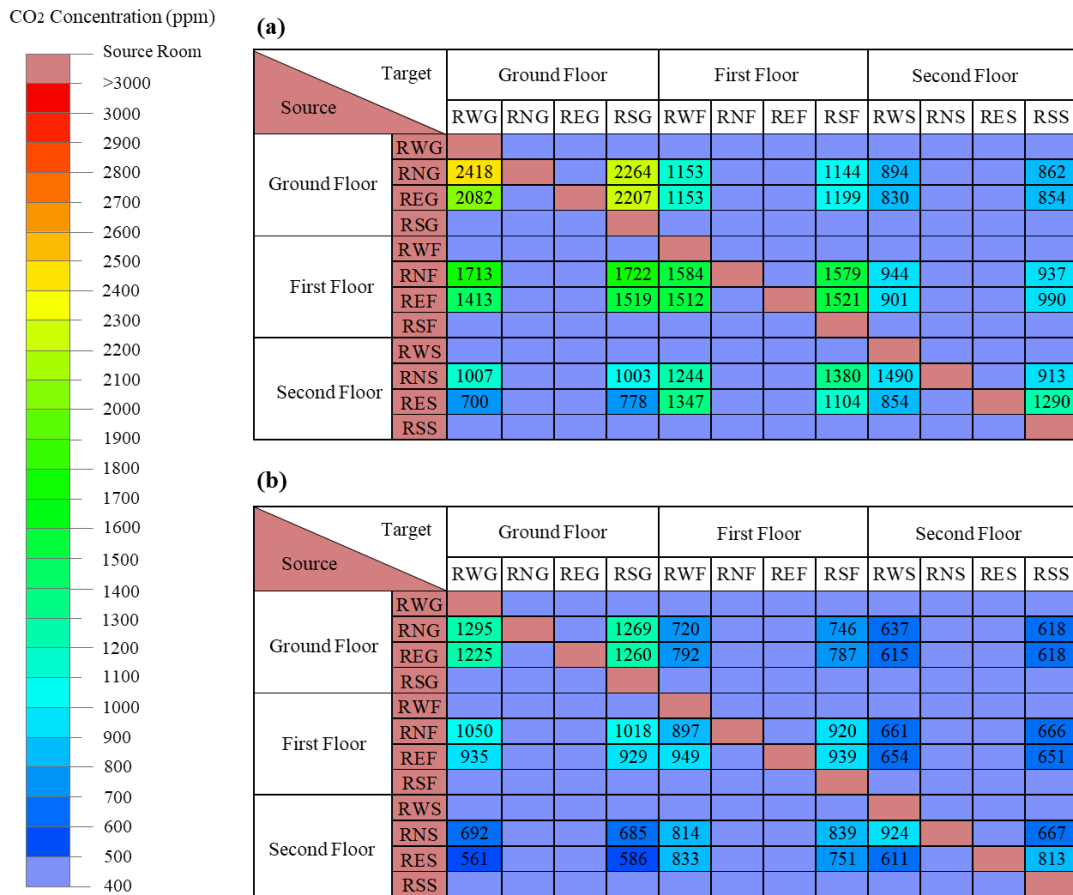 CO2 Concentration (ppm)
Source Room
>3000
3000
2900
2800
2700
2600
2500
2400
2300
2200
2100
2000
1900
1800
1700
1600
1500
1400
1300
1200
1100
1000
900
800
700
600
500
400
(a)
Target Ground Floor First Floor Second Floor
Source
RWG RNG REG RSG RWF RNF REF RSF RWS RNS RES RSS
Ground Floor
RWG
RNG 2418 2264 1153 1144 894 862
REG 2082 2207 1153 1199 830 854
RSG
First Floor
RWF
RNF 1713 1722 1584 1579 944 937
REF 1413 1519 1512 1521 901 990
RSF
Second Floor
RWS
RNS 1007 1003 1244 1380 1490 913
RES 700 778 1347 1104 854 1290
RSS
(b)
Target Ground Floor First Floor Second Floor
Source
RWG RNG REG RSG RWF RNF REF RSF RWS RNS RES RSS
Ground Floor
RWG
RNG 1295 1269 720 746 637 618
REG 1225 1260 792 787 615 618
RSG
First Floor
RWF
RNF 1050 1018 897 920 661 666
REF 935 929 949 939 654 651
RSF
Second Floor
RWS
RNS 692 685 814 839 924 667
RES 561 586 833 751 611 813
RSS